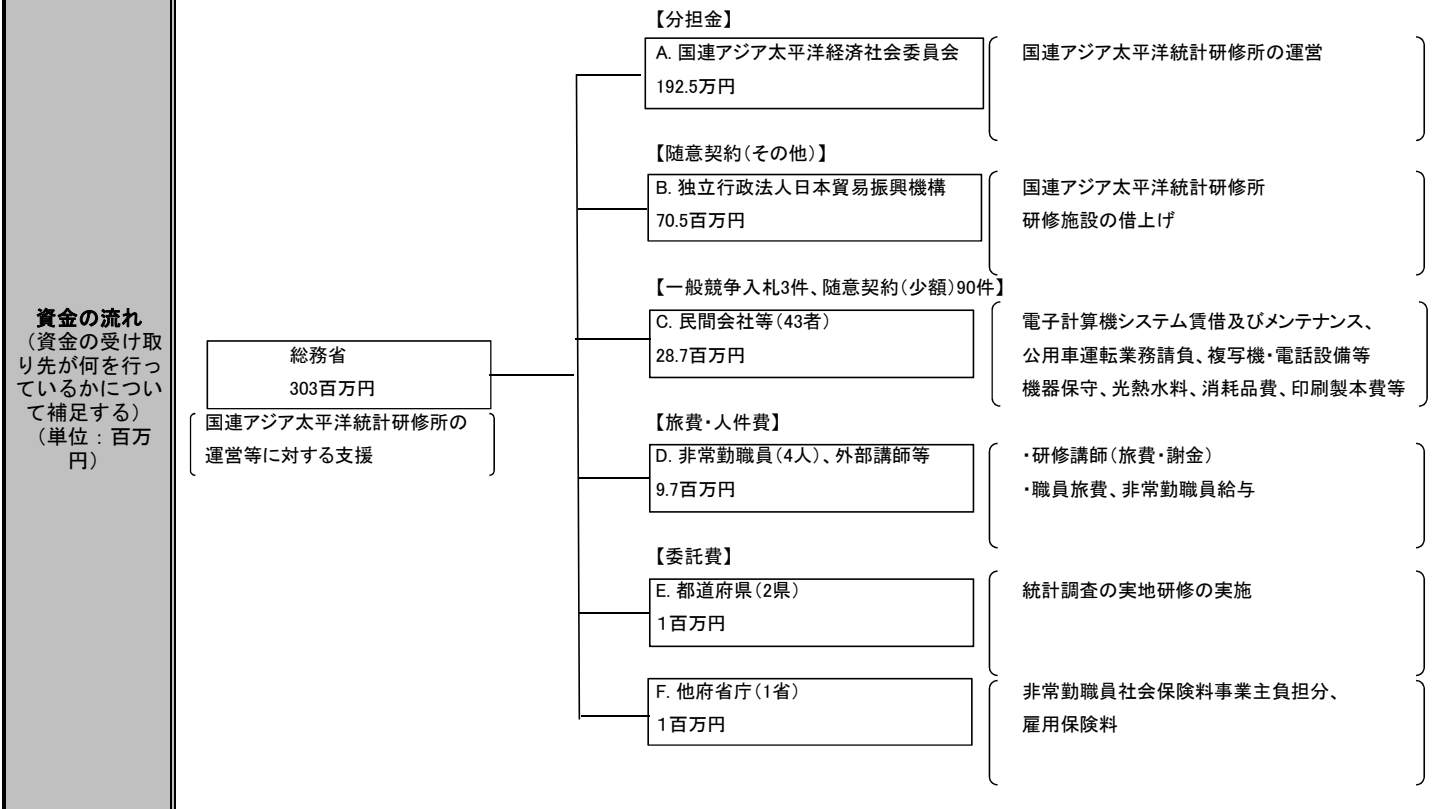 資金の流れ
（資金の受け取
り先が何を行っ
ているかについ
て補足する）
（単位：百万
円）
総務省
303百万円
国連アジア太平洋統計研修所の
運営等に対する支援
【分担金】
A. 国連アジア太平洋経済社会委員会
192.5万円
国連アジア太平洋統計研修所の運営
【随意契約（その他）】
B. 独立行政法人日本貿易振興機構
70.5百万円
国連アジア太平洋統計研修所
研修施設の借上げ
【一般競争入札3件、随意契約（少額）90件】
C. 民間会社等（43者）
28.7百万円
電子計算機システム賃借及びメンテナンス、
公用車運転業務請負、複写機・電話設備等
機器保守、光熱水料、消耗品費、印刷製本費等
【旅費・人件費】
D. 非常勤職員（4人）、外部講師等
9.7百万円
・研修講師（旅費・謝金）
・職員旅費、非常勤職員給与
【委託費】
E. 都道府県（2県）
１百万円
統計調査の実地研修の実施
F. 他府省庁（1省）
１百万円
非常勤職員社会保険料事業主負担分、
雇用保険料